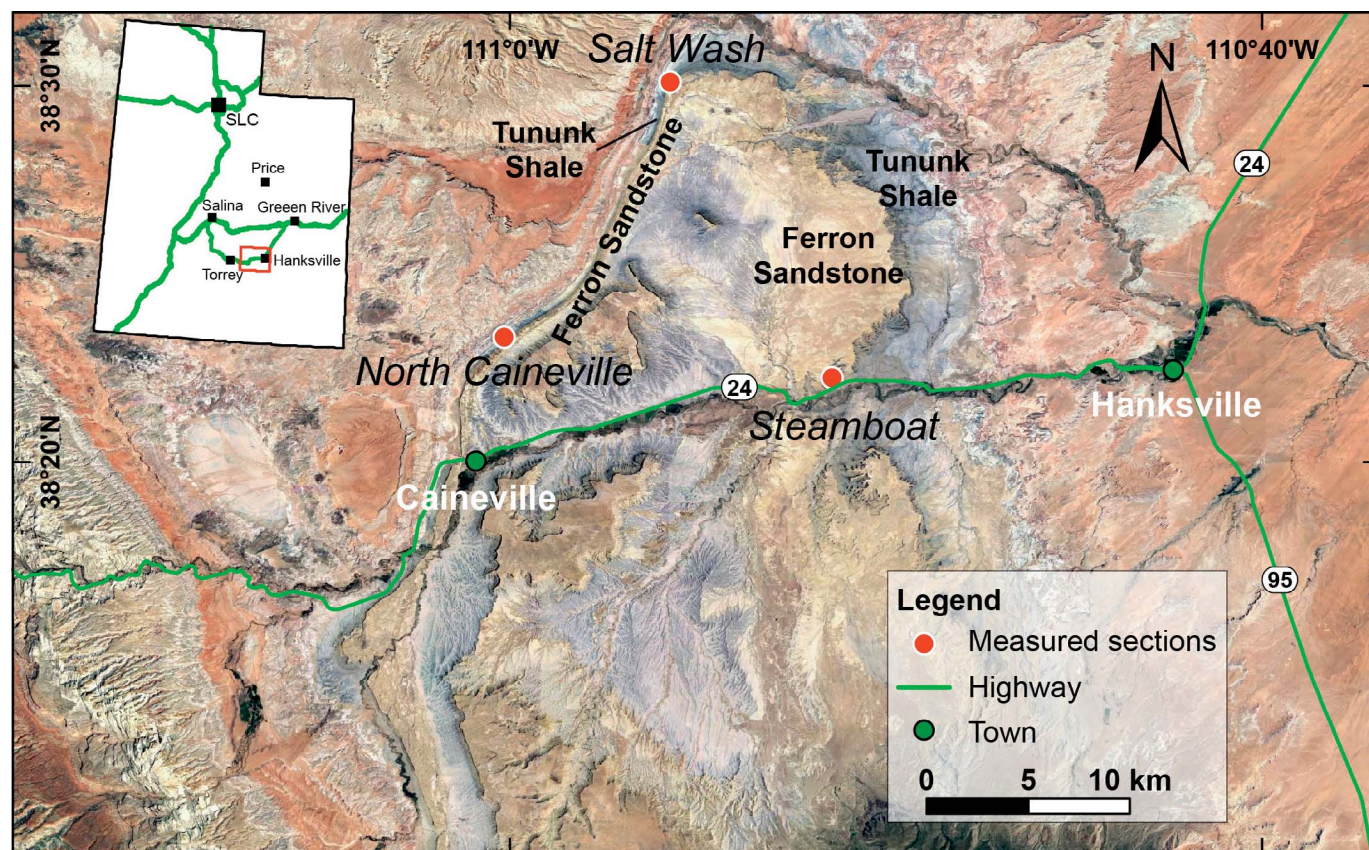 111°0'W
110°40'W
38°30'N
38°20'N
N
SLC
Price
Salina
Greeen River
Torrey
Hanksville
Salt Wash
Tununk
Shale
Ferron Sandstone
Tununk
Shale
Ferron
Sandstone
24
North Caineville
24
Steamboat
Hanksville
Caineville
95
Legend
Measured sections
Highway
Town
0 5 10 km